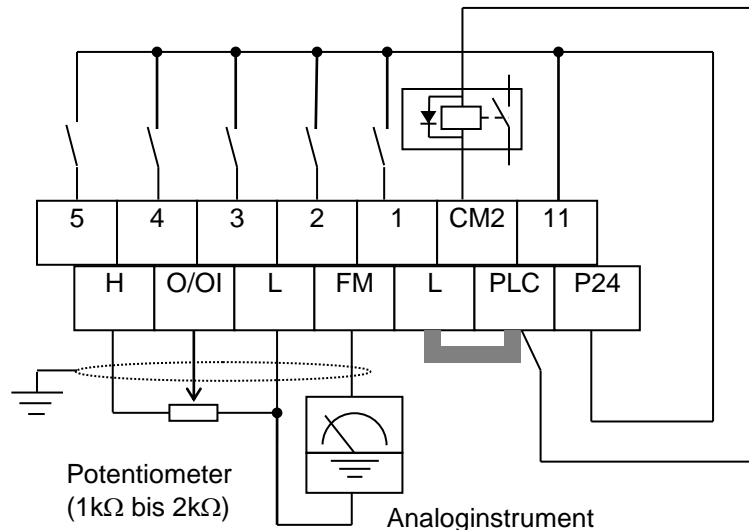 5 4 3 2 1 CM2 11
H O/OI L FM L PLC P24
Potentiometer
(1kΩ bis 2kΩ)
Analoginstrument